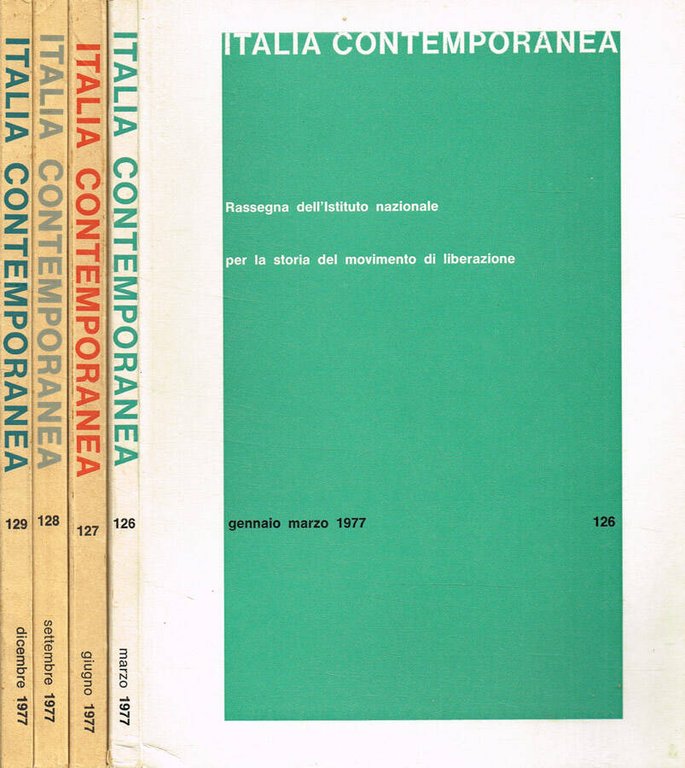 ITALIA CONTEMPORANEA
129
dicembre 1977
ITALIA CONTEMPORANEA
128
settembre 1977
ITALIA CONTEMPORANEA
127
giugno 1977
ITALIA CONTEMPORANEA
126
marzo 1977
ITALIA CONTEMPORANEA
Rassegna dell'Istituto nazionale
per la storia del movimento di liberazione
gennaio marzo 1977 126